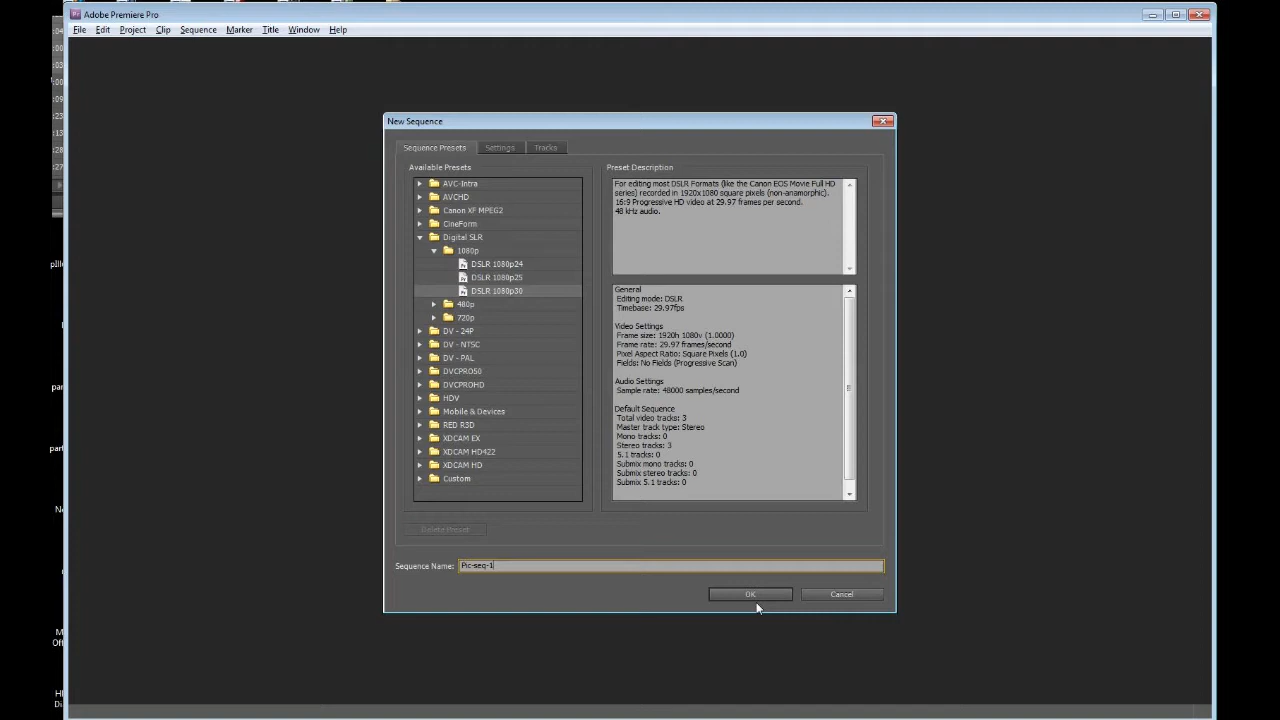 Adobe Premiere Pro
File Edit Project Clip Sequence Marker Title Window Help
New Sequence
Sequence Presets Settings Tracks
Available Presets
AVC-Intra
AVCHD
Canon XF MPEG2
CineForm
Digital SLR
1080p
DSLR 1080p24
DSLR 1080p25
DSLR 1080p30
480p
720p
DV - 24P
DV - NTSC
DV - PAL
DVCPRO50
DVCPROHD
HDV
Mobile & Devices
RED R3D
XDCAM EX
XDCAM HD422
XDCAM HD
Custom
Delete Preset
Preset Description
For editing most DSLR Formats (like the Canon EOS Movie Full HD
series) recorded in 1920x1080 square pixels (non-anamorphic).
16:9 Progressive HD video at 29.97 frames per second.
48 kHz audio.
General
Editing mode: DSLR
Timebase: 29.97fps
Video Settings
Frame size: 1920h 1080v (1.0000)
Frame rate: 29.97 frames/second
Pixel Aspect Ratio: Square Pixels (1.0)
Fields: No Fields (Progressive Scan)
Audio Settings
Sample rate: 48000 samples/second
Default Sequence
Total video tracks: 3
Master track type: Stereo
Mono tracks: 0
Stereo tracks: 3
5.1 tracks: 0
Submix mono tracks: 0
Submix stereo tracks: 0
Submix 5.1 tracks: 0
Sequence Name: Pic-seq-1
OK Cancel